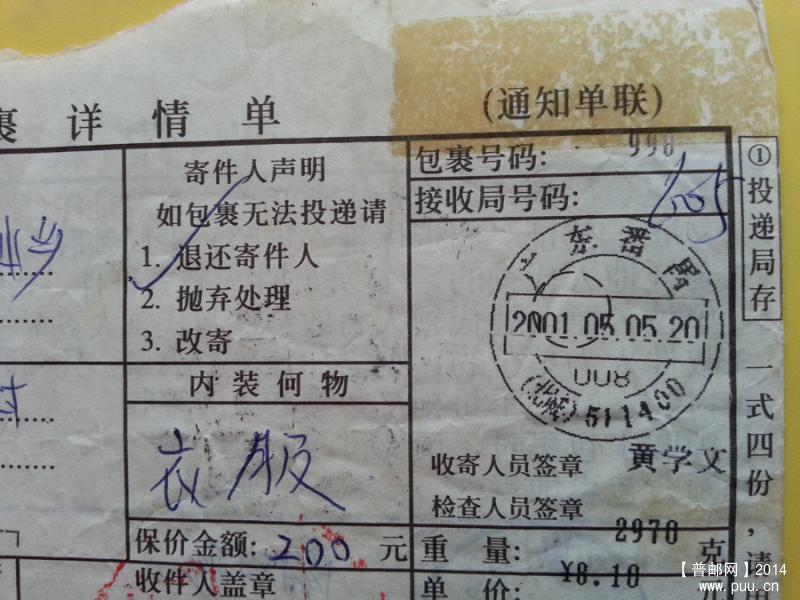 裹详情单
(通知单联)
寄件人声明
如包裹无法投递请
1. 退还寄件人
2. 抛弃处理
3. 改寄
内装何物
衣服
保价金额: 200 元
收件人盖章
包裹号码: 998
接收局号码:
广东番禺
2001.05.05.20
008
511400
收寄人员签章 黄学文
检查人员签章
重量: 2970 克
单价: ¥8.10
①投递局存
一式四份,请
【普邮网】2014
www.puu.cn